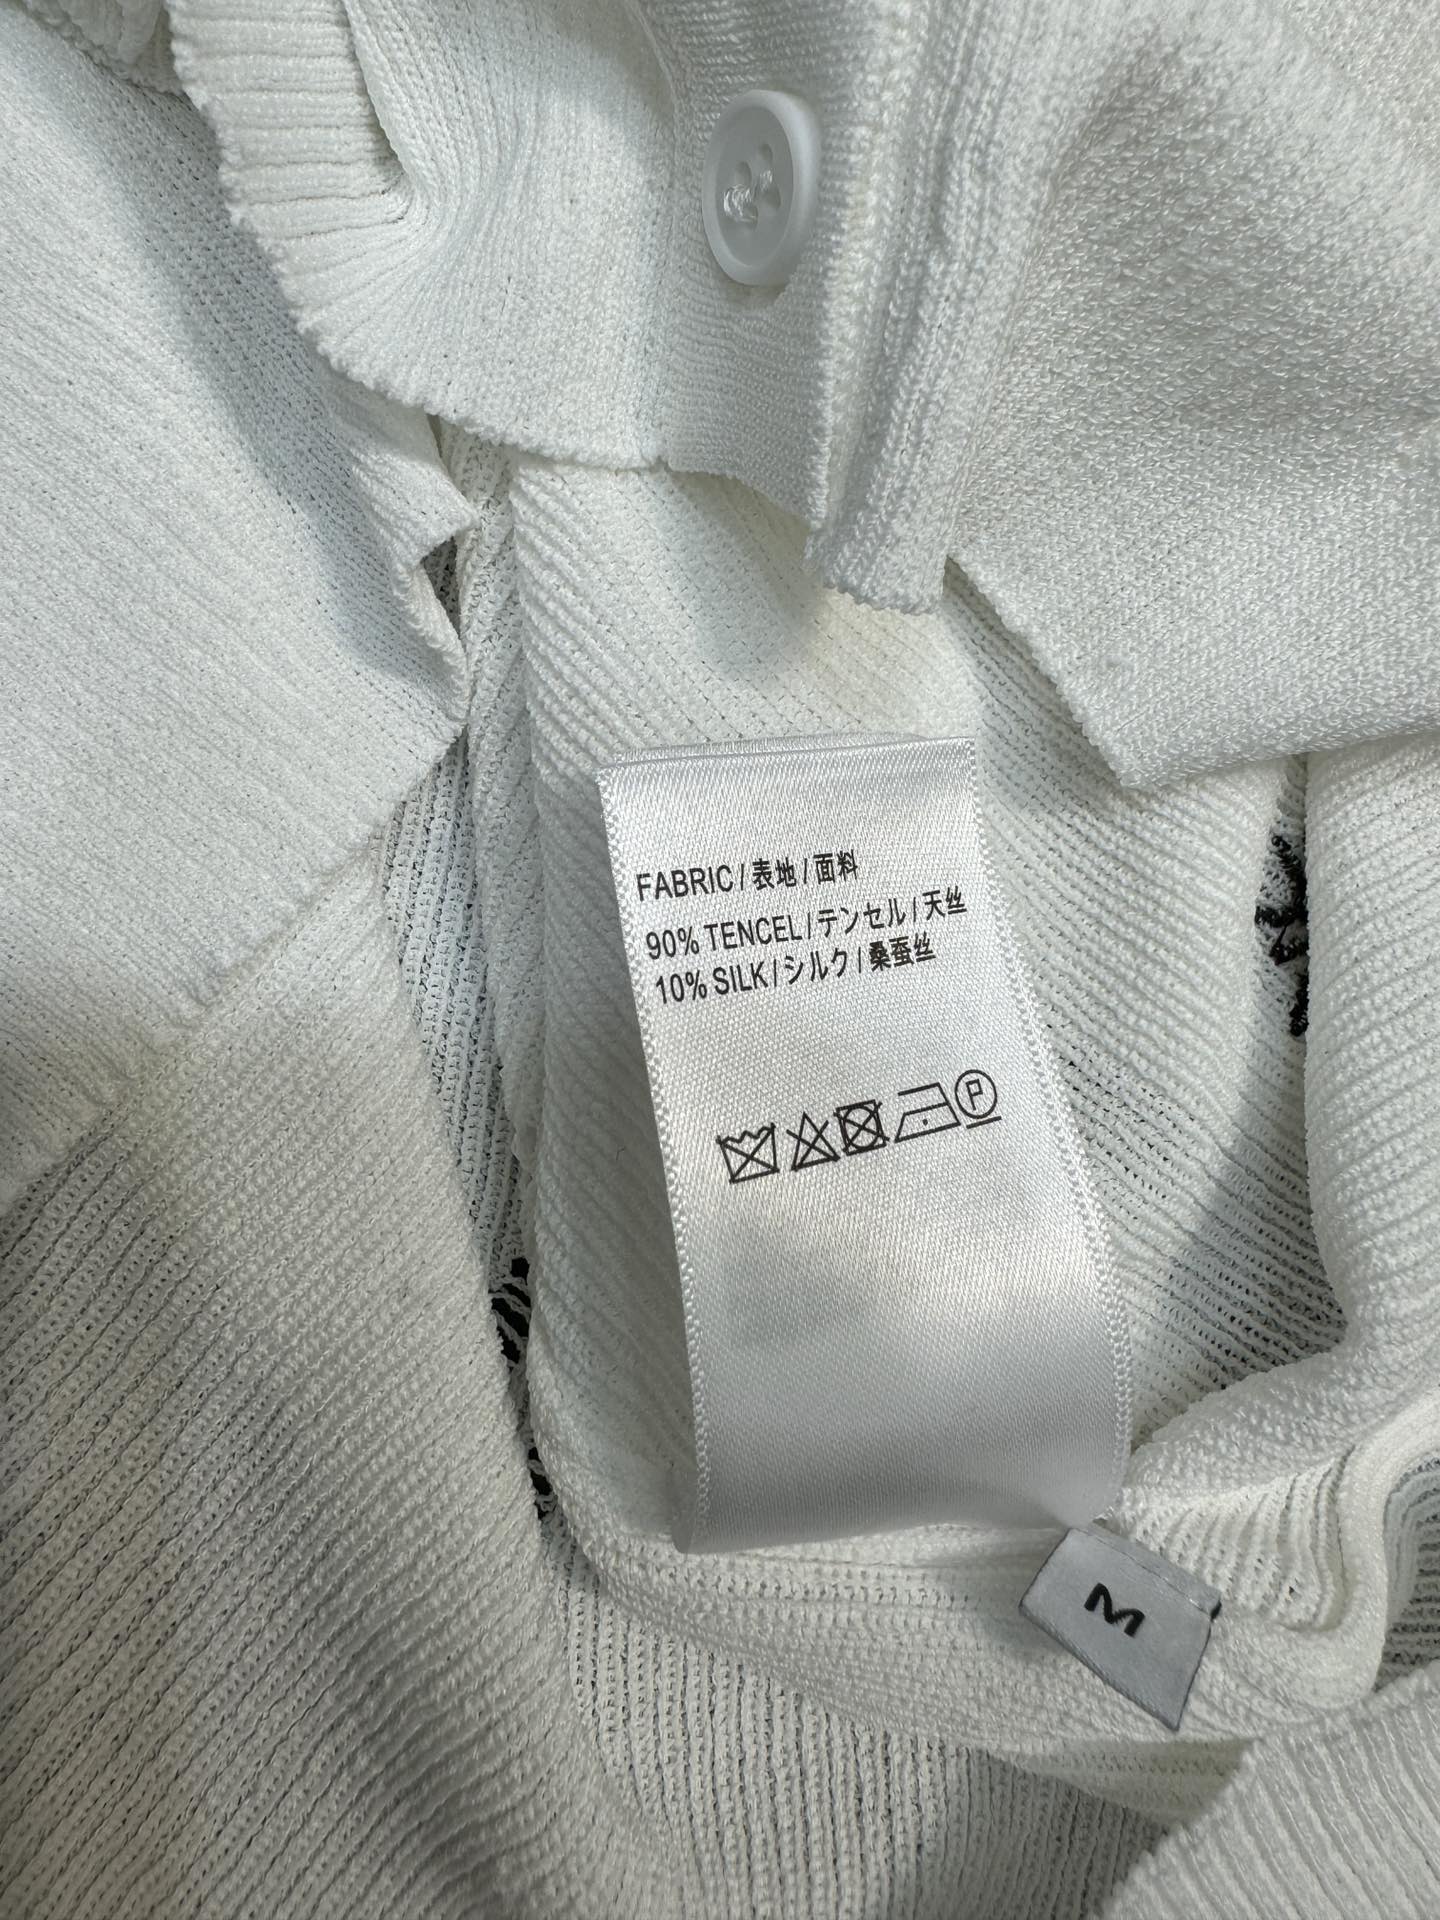 FABRIC / 表地 / 面料
90% TENCEL / テンセル / 天丝
10% SILK / シルク / 桑蚕丝
P
M